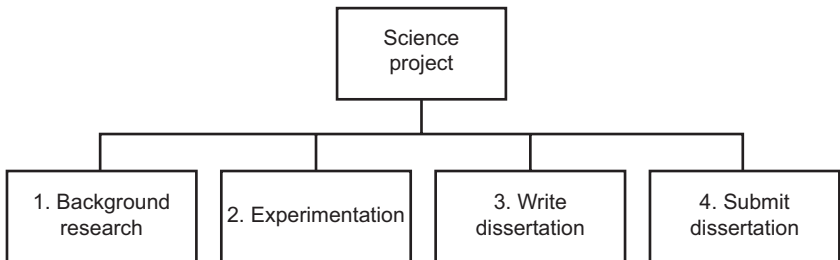 Science
project
1. Background
research
2. Experimentation
3. Write
dissertation
4. Submit
dissertation